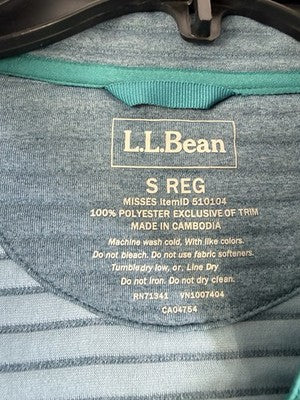 L.L.Bean
S REG
MISSES ItemID 510104
100% POLYESTER EXCLUSIVE OF TRIM
MADE IN CAMBODIA
Machine wash cold, With like colors.
Do not bleach. Do not use fabric softeners.
Tumble dry low, or, Line Dry
Do not Iron. Do not dry clean.
RN71341 VN1007404
CA04754